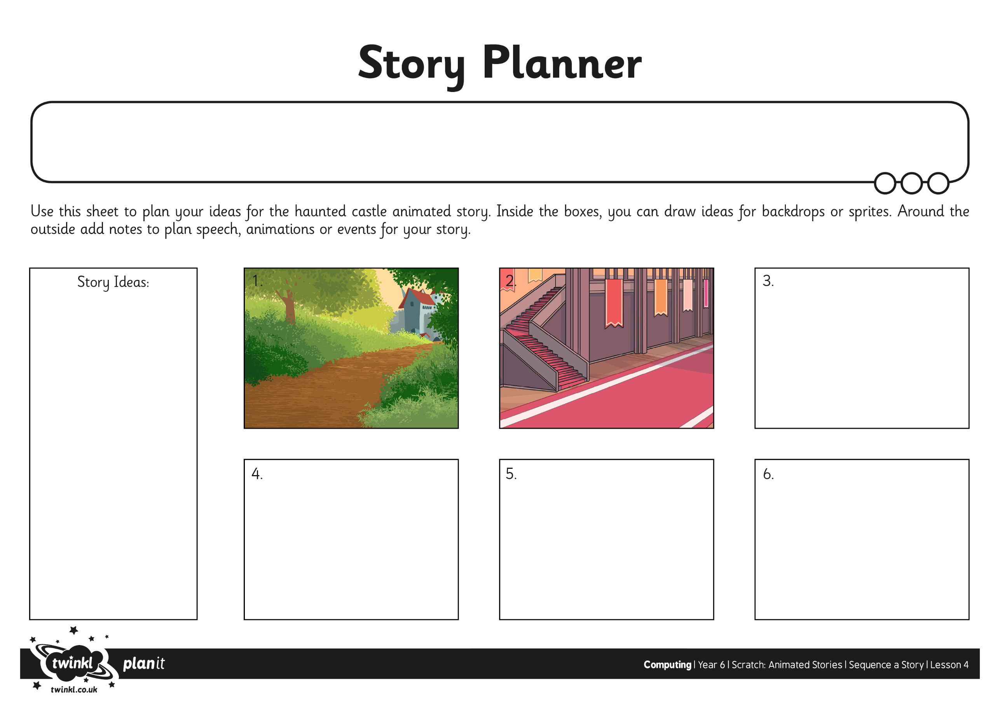 Story Planner
Use this sheet to plan your ideas for the haunted castle animated story. Inside the boxes, you can draw ideas for backdrops or sprites. Around the
outside add notes to plan speech, animations or events for your story.
Story Ideas:
1.
2.
3.
4.
5.
6.
twinkl
planit
twinkl.co.uk
Computing | Year 6 | Scratch: Animated Stories | Sequence a Story | Lesson 4